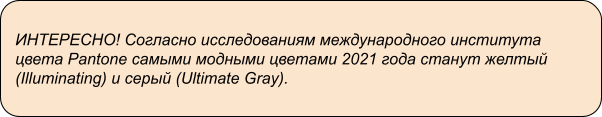 ИНТЕРЕСНО! Согласно исследованиям международного института
цвета Pantone самыми модными цветами 2021 года станут желтый
(Illuminating) и серый (Ultimate Gray).